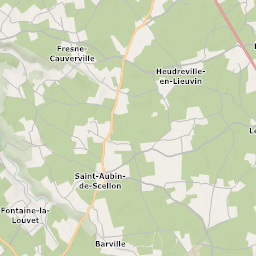 Fresne-
Cauverville
Heudreville-
en-Lieuvin
Saint-Aubin-
de-Scellon
Fontaine-la-
Louvet
Barville